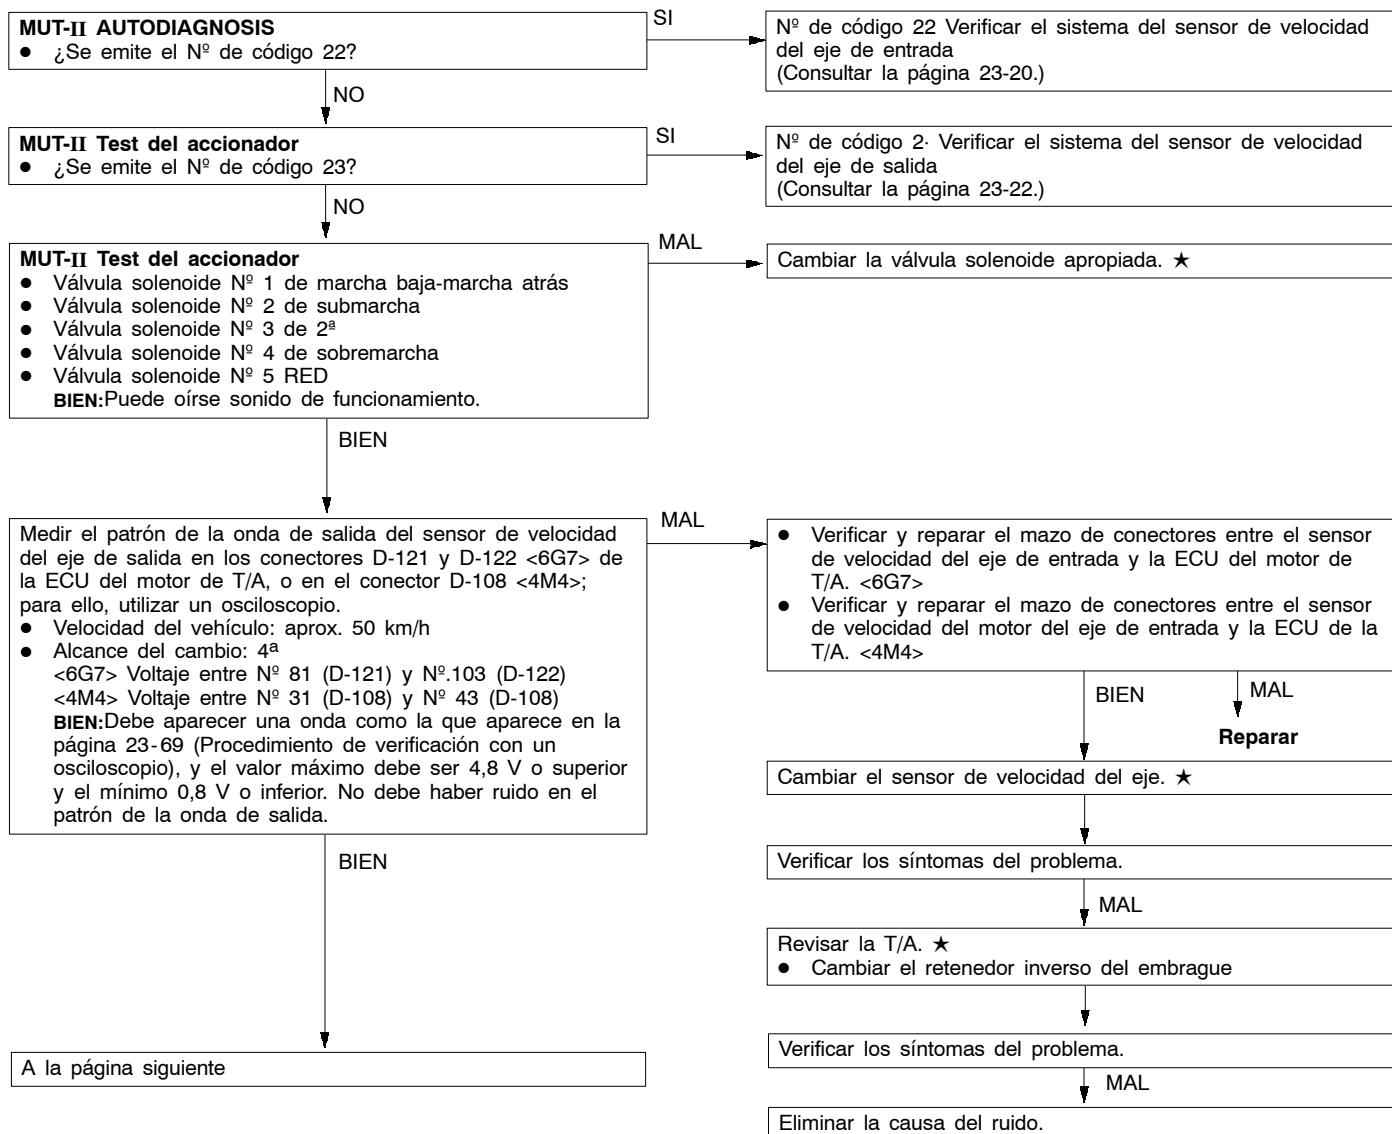 MUT-II AUTODIAGNOSIS
● ¿Se emite el Nº de código 22?
SI
Nº de código 22 Verificar el sistema del sensor de velocidad
del eje de entrada
(Consultar la página 23-20.)
NO
MUT-II Test del accionador
● ¿Se emite el Nº de código 23?
SI
Nº de código 2· Verificar el sistema del sensor de velocidad
del eje de salida
(Consultar la página 23-22.)
NO
MUT-II Test del accionador
● Válvula solenoide Nº 1 de marcha baja-marcha atrás
● Válvula solenoide Nº 2 de submarcha
● Válvula solenoide Nº 3 de 2ª
● Válvula solenoide Nº 4 de sobremarcha
● Válvula solenoide Nº 5 RED
BIEN:Puede oírse sonido de funcionamiento.
MAL
Cambiar la válvula solenoide apropiada. ★
BIEN
Medir el patrón de la onda de salida del sensor de velocidad
del eje de salida en los conectores D-121 y D-122 <6G7> de
la ECU del motor de T/A, o en el conector D-108 <4M4>;
para ello, utilizar un osciloscopio.
● Velocidad del vehículo: aprox. 50 km/h
● Alcance del cambio: 4ª
<6G7> Voltaje entre Nº 81 (D-121) y Nº.103 (D-122)
<4M4> Voltaje entre Nº 31 (D-108) y Nº 43 (D-108)
BIEN:Debe aparecer una onda como la que aparece en la
página 23-69 (Procedimiento de verificación con un
osciloscopio), y el valor máximo debe ser 4,8 V o superior
y el mínimo 0,8 V o inferior. No debe haber ruido en el
patrón de la onda de salida.
MAL
● Verificar y reparar el mazo de conectores entre el sensor
de velocidad del eje de entrada y la ECU del motor de
T/A. <6G7>
● Verificar y reparar el mazo de conectores entre el sensor
de velocidad del motor del eje de entrada y la ECU de la
T/A. <4M4>
BIEN
MAL
Reparar
Cambiar el sensor de velocidad del eje. ★
BIEN
Verificar los síntomas del problema.
MAL
Revisar la T/A. ★
● Cambiar el retenedor inverso del embrague
A la página siguiente
Verificar los síntomas del problema.
MAL
Eliminar la causa del ruido.